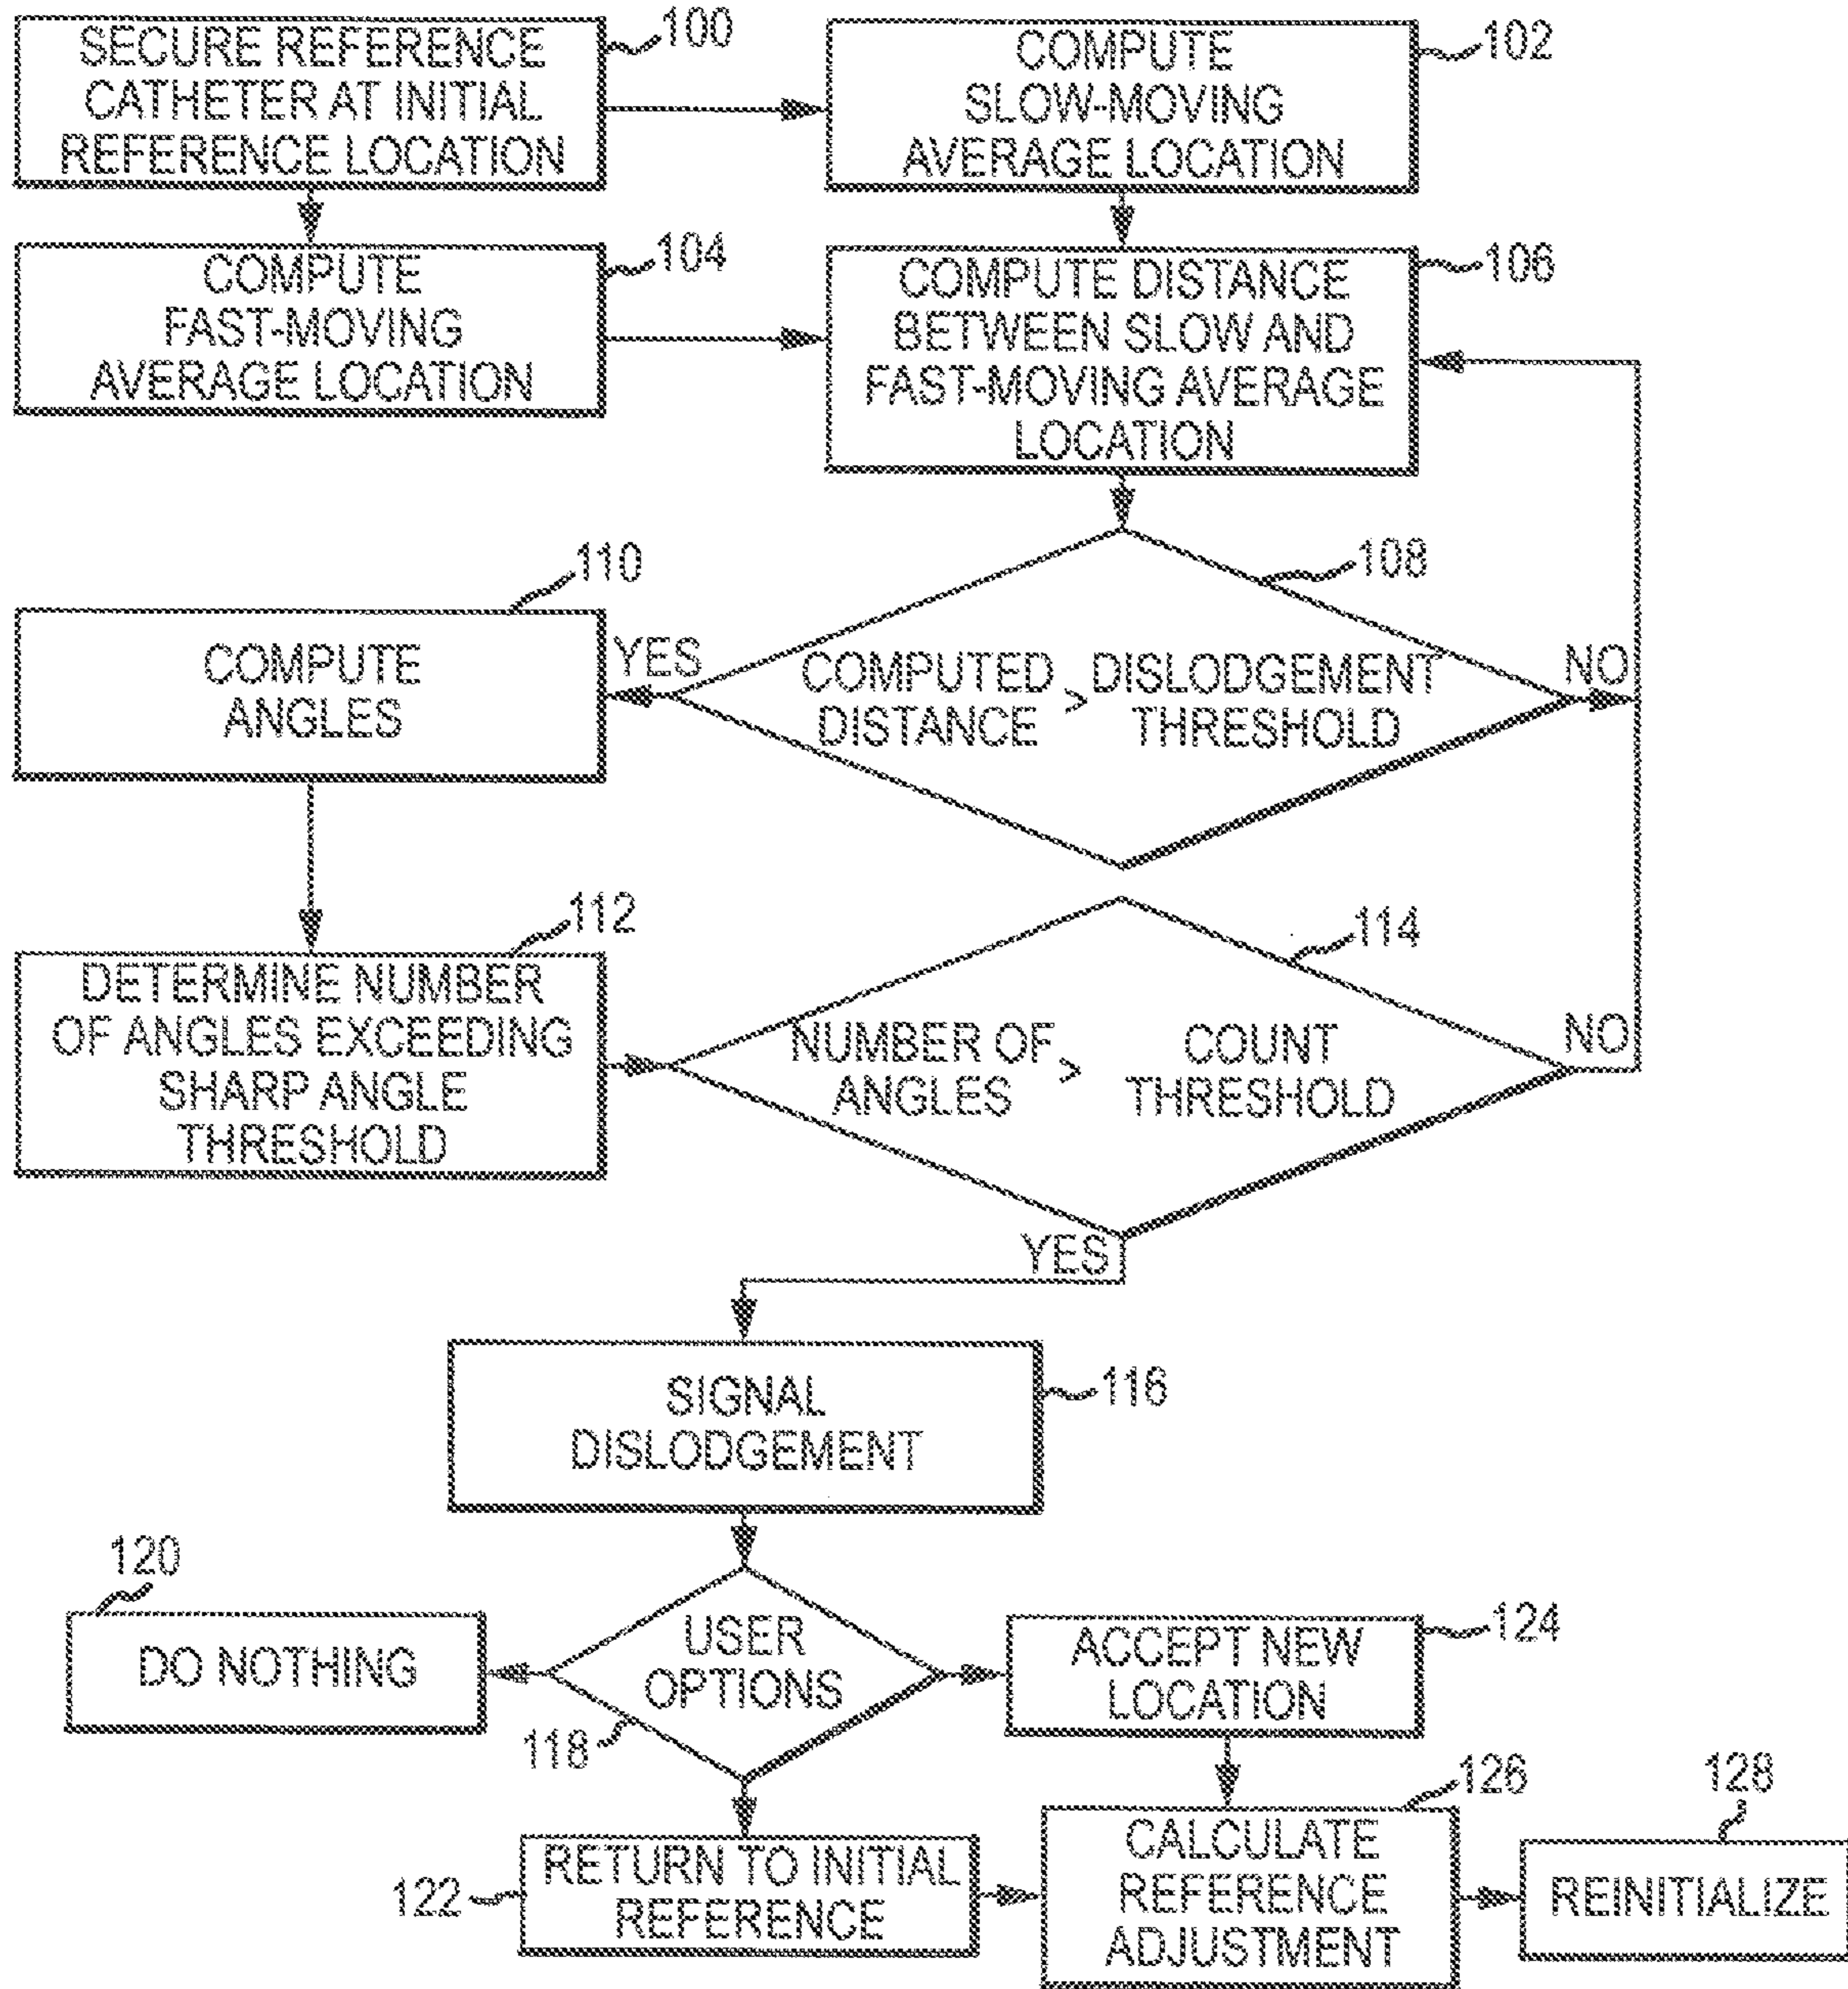 SECURE REFERENCE
CATHETER AT INITIAL
REFERENCE LOCATION
100
COMPUTE
SLOW-MOVING
AVERAGE LOCATION
102
COMPUTE
FAST-MOVING
AVERAGE LOCATION
104
COMPUTE DISTANCE
BETWEEN SLOW AND
FAST-MOVING AVERAGE
LOCATION
106
108
COMPUTED
DISTANCE
>
DISLODGEMENT
THRESHOLD
YES
NO
110
COMPUTE
ANGLES
112
DETERMINE NUMBER
OF ANGLES EXCEEDING
SHARP ANGLE
THRESHOLD
114
NUMBER OF
ANGLES
>
COUNT
THRESHOLD
NO
YES
SIGNAL
DISLODGEMENT
116
USER
OPTIONS
118
120
DO NOTHING
ACCEPT NEW
LOCATION
124
122
RETURN TO INITIAL
REFERENCE
126
CALCULATE
REFERENCE
ADJUSTMENT
128
REINITIALIZE